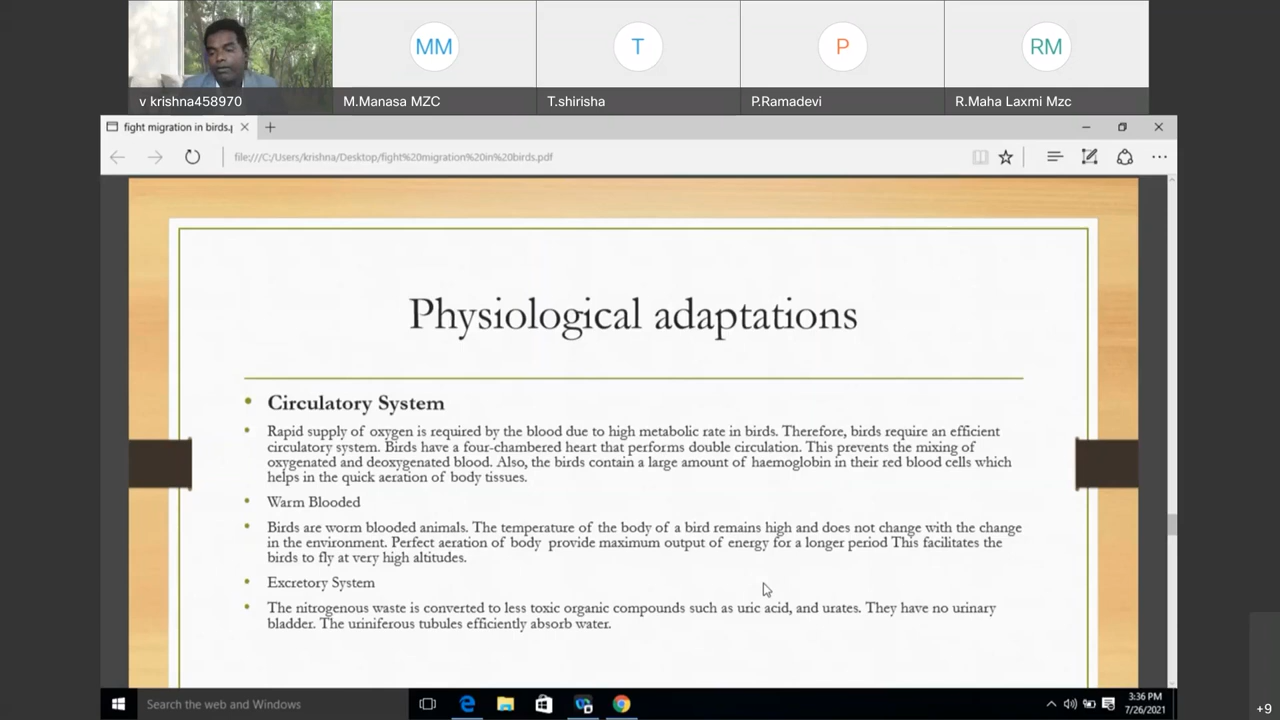 MM
T
P
RM
v krishna458970
M.Manasa MZC
T.shirisha
P.Ramadevi
R.Maha Laxmi Mzc
fight migration in birds.p
file:///C:/Users/krishna/Desktop/fight%20migration%20in%20birds.pdf
Physiological adaptations
• Circulatory System
• Rapid supply of oxygen is required by the blood due to high metabolic rate in birds. Therefore, birds require an efficient
circulatory system. Birds have a four-chambered heart that performs double circulation. This prevents the mixing of
oxygenated and deoxygenated blood. Also, the birds contain a large amount of haemoglobin in their red blood cells which
helps in the quick aeration of body tissues.
• Warm Blooded
• Birds are worm blooded animals. The temperature of the body of a bird remains high and does not change with the change
in the environment. Perfect aeration of body provide maximum output of energy for a longer period This facilitates the
birds to fly at very high altitudes.
• Excretory System
• The nitrogenous waste is converted to less toxic organic compounds such as uric acid, and urates. They have no urinary
bladder. The uriniferous tubules efficiently absorb water.
Search the web and Windows
3:36 PM
7/26/2021
+9